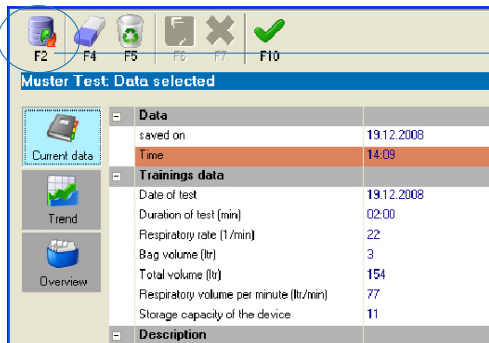 F2 F4 F5 F6 F7 F10
Muster Test: Data selected
Data
saved on 19.12.2008
Current data
Time 14:09
Trainings data
Date of test 19.12.2008
Trend
Duration of test (min) 02:00
Respiratory rate (1/min) 22
Bag volume (ltr) 3
Overview
Total volume (ltr) 154
Respiratory volume per minute (ltr/min) 77
Storage capacity of the device 11
Description